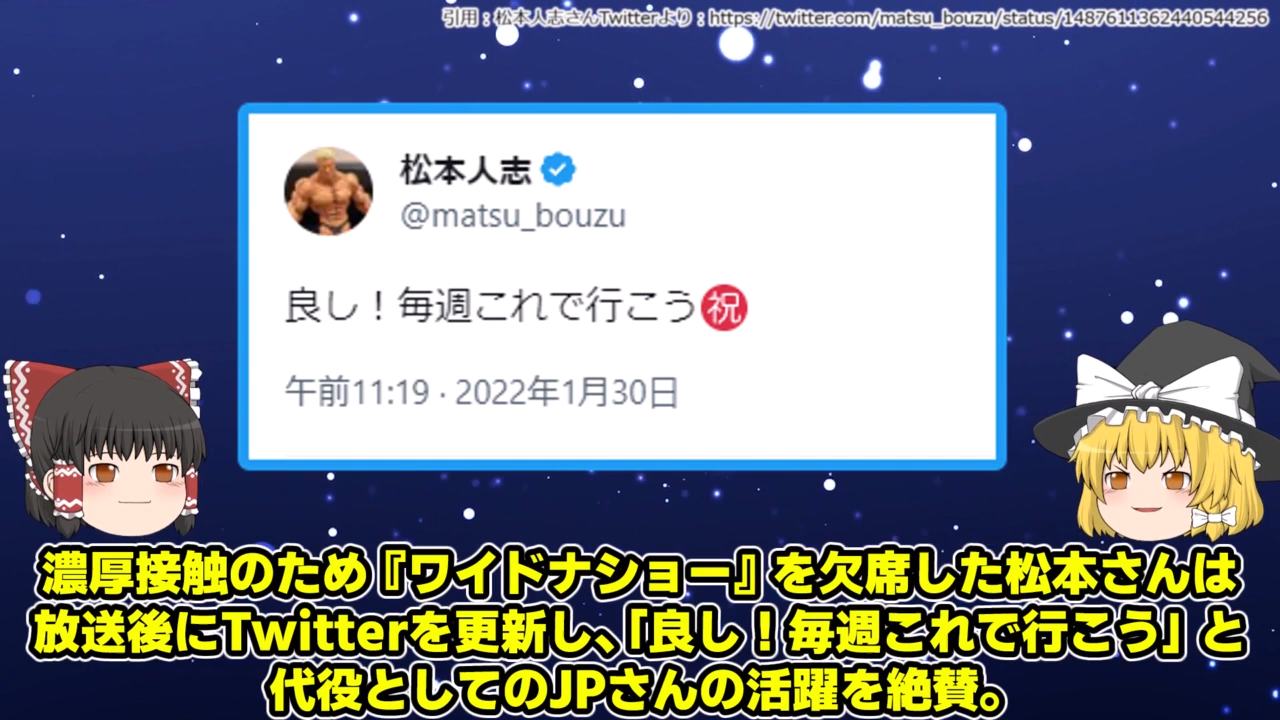 引用：松本人志さんTwitterより：https://twitter.com/matsu_bouzu/status/1487611362440544256
松本人志
@matsu_bouzu
良し！毎週これで行こう㊗
午前11:19 · 2022年1月30日
濃厚接触のため『ワイドナショー』を欠席した松本さんは
放送後にTwitterを更新し、「良し！毎週これで行こう」と
代役としてのJPさんの活躍を絶賛。